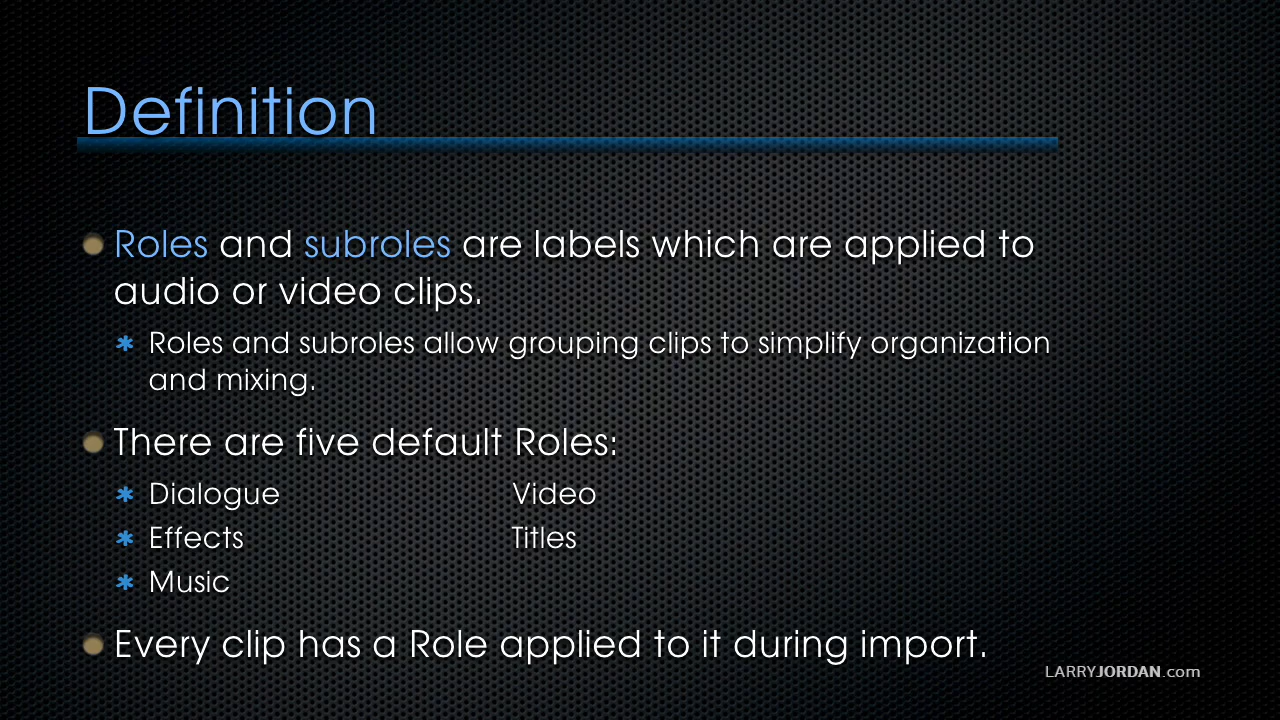 Definition
Roles and subroles are labels which are applied to
audio or video clips.
Roles and subroles allow grouping clips to simplify organization
and mixing.
There are five default Roles:
Dialogue Video
Effects Titles
Music
Every clip has a Role applied to it during import.
LARRYJORDAN.com